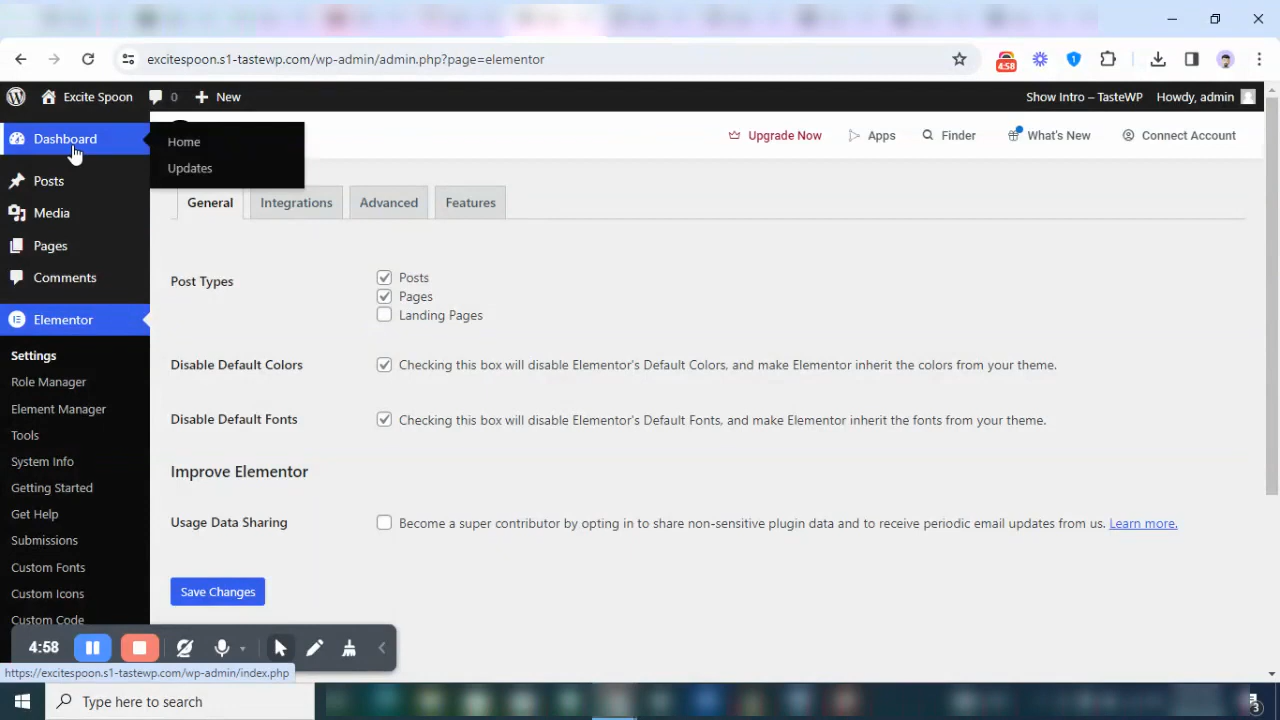 excitespoon.s1-tastewp.com/wp-admin/admin.php?page=elementor
4:58
1
Excite Spoon
0
New
Show Intro – TasteWP
Howdy, admin
Dashboard
Home
Updates
Upgrade Now
Apps
Finder
What's New
Connect Account
Posts
Media
Pages
Comments
Elementor
Settings
Role Manager
Element Manager
Tools
System Info
Getting Started
Get Help
Submissions
Custom Fonts
Custom Icons
Custom Code
General
Integrations
Advanced
Features
Post Types
Posts
Pages
Landing Pages
Disable Default Colors
Checking this box will disable Elementor's Default Colors, and make Elementor inherit the colors from your theme.
Disable Default Fonts
Checking this box will disable Elementor's Default Fonts, and make Elementor inherit the fonts from your theme.
Improve Elementor
Usage Data Sharing
Become a super contributor by opting in to share non-sensitive plugin data and to receive periodic email updates from us. Learn more.
Save Changes
4:58
https://excitespoon.s1-tastewp.com/wp-admin/index.php
Type here to search
3